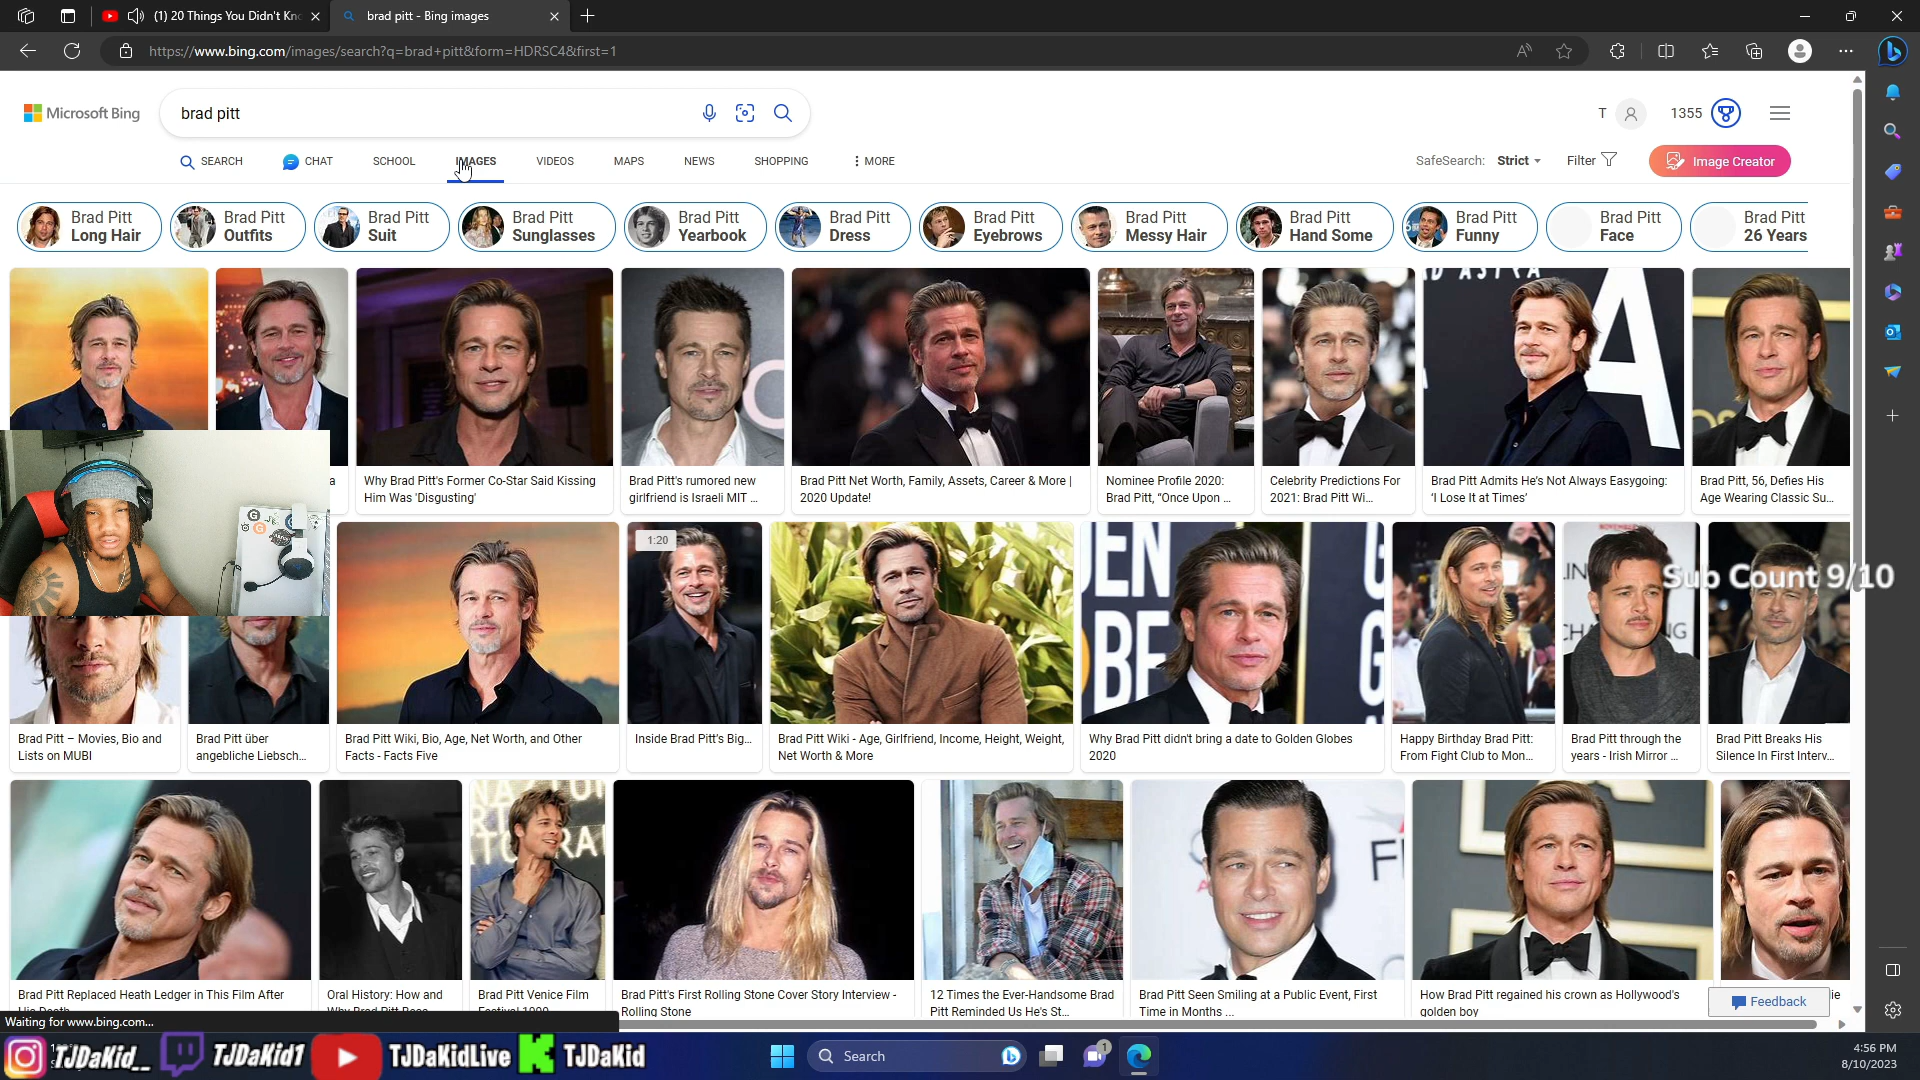 (1) 20 Things You Didn't Kno
brad pitt - Bing images
https://www.bing.com/images/search?q=brad+pitt&form=HDRSC4&first=1
Microsoft Bing
brad pitt
T
1355
SEARCH
CHAT
SCHOOL
IMAGES
VIDEOS
MAPS
NEWS
SHOPPING
MORE
SafeSearch: Strict
Filter
Image Creator
Brad Pitt
Long Hair
Brad Pitt
Outfits
Brad Pitt
Suit
Brad Pitt
Sunglasses
Brad Pitt
Yearbook
Brad Pitt
Dress
Brad Pitt
Eyebrows
Brad Pitt
Messy Hair
Brad Pitt
Hand Some
Brad Pitt
Funny
Brad Pitt
Face
Brad Pitt
26 Years
D ASTRA
A
a
Why Brad Pitt's Former Co-Star Said Kissing
Him Was 'Disgusting'
Brad Pitt's rumored new
girlfriend is Israeli MIT ...
Brad Pitt Net Worth, Family, Assets, Career & More |
2020 Update!
Nominee Profile 2020:
Brad Pitt, "Once Upon ...
Celebrity Predictions For
2021: Brad Pitt Wi...
Brad Pitt Admits He's Not Always Easygoing:
'I Lose It at Times'
Brad Pitt, 56, Defies His
Age Wearing Classic Su...
1:20
EN
BE
Sub Count 9/10
Brad Pitt – Movies, Bio and
Lists on MUBI
Brad Pitt über
angebliche Liebsch...
Brad Pitt Wiki, Bio, Age, Net Worth, and Other
Facts - Facts Five
Inside Brad Pitt's Big...
Brad Pitt Wiki - Age, Girlfriend, Income, Height, Weight,
Net Worth & More
Why Brad Pitt didn't bring a date to Golden Globes
2020
Happy Birthday Brad Pitt:
From Fight Club to Mon...
Brad Pitt through the
years - Irish Mirror ...
Brad Pitt Breaks His
Silence In First Interv...
Brad Pitt Replaced Heath Ledger in This Film After
His Death
Oral History: How and
Why Brad Pitt
Brad Pitt Venice Film
Festival
Brad Pitt's First Rolling Stone Cover Story Interview -
Rolling Stone
12 Times the Ever-Handsome Brad
Pitt Reminded Us He's St...
Brad Pitt Seen Smiling at a Public Event, First
Time in Months ...
How Brad Pitt regained his crown as Hollywood's
golden boy
ie
Feedback
Waiting for www.bing.com...
TJDaKid__
TJDaKid1
TJDaKidLive
TJDaKid
Search
1
4:56 PM
8/10/2023